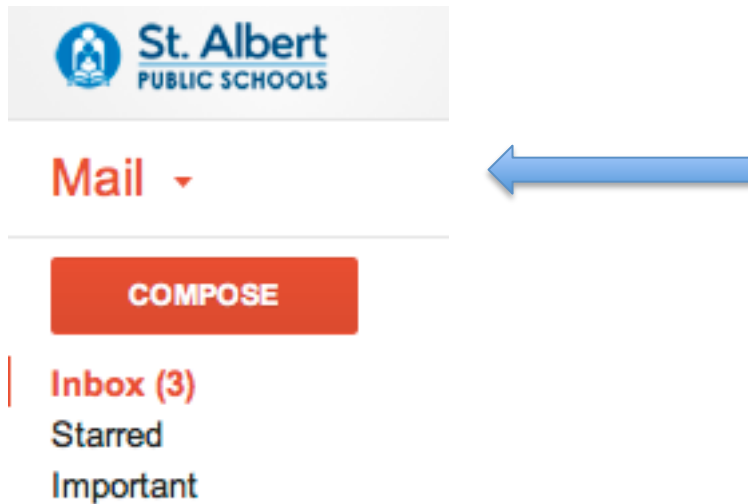 St. Albert
PUBLIC SCHOOLS
Mail
COMPOSE
Inbox (3)
Starred
Important